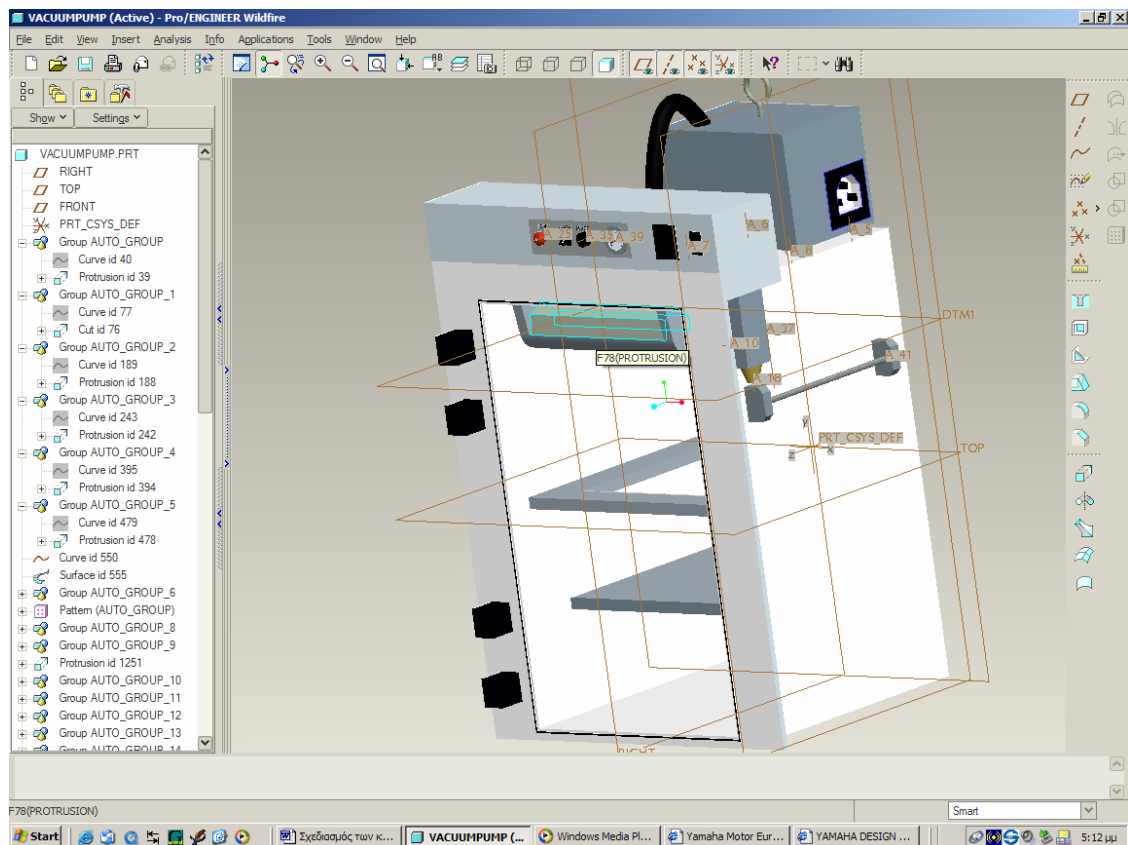 VACUUMPUMP (Active) - Pro/ENGINEER Wildfire
File Edit View Insert Analysis Info Applications Tools Window Help
Show Settings
VACUUMPUMP.PRT
RIGHT
TOP
FRONT
PRT_CSYS_DEF
Group AUTO_GROUP
Curve id 40
Protrusion id 39
Group AUTO_GROUP_1
Curve id 77
Cut id 76
Group AUTO_GROUP_2
Curve id 189
Protrusion id 188
Group AUTO_GROUP_3
Curve id 243
Protrusion id 242
Group AUTO_GROUP_4
Curve id 395
Protrusion id 394
Group AUTO_GROUP_5
Curve id 479
Protrusion id 478
Curve id 550
Surface id 555
Group AUTO_GROUP_6
Pattern (AUTO_GROUP)
Group AUTO_GROUP_8
Group AUTO_GROUP_9
Protrusion id 1251
Group AUTO_GROUP_10
Group AUTO_GROUP_11
Group AUTO_GROUP_12
Group AUTO_GROUP_13
Group AUTO_GROUP_14
A_6
A_5
A_25
A_35
A_39
A_7
A_8
DTM1
A_37
A_10
A_41
F78(PROTRUSION)
A_18
y
PRT_CSYS_DEF
z
x
TOP
RIGHT
F78(PROTRUSION)
Smart
Start
Σχεδιασμός των κ...
VACUUMPUMP (...
Windows Media Pl...
Yamaha Motor Eur...
YAMAHA DESIGN ...
5:12 μμ